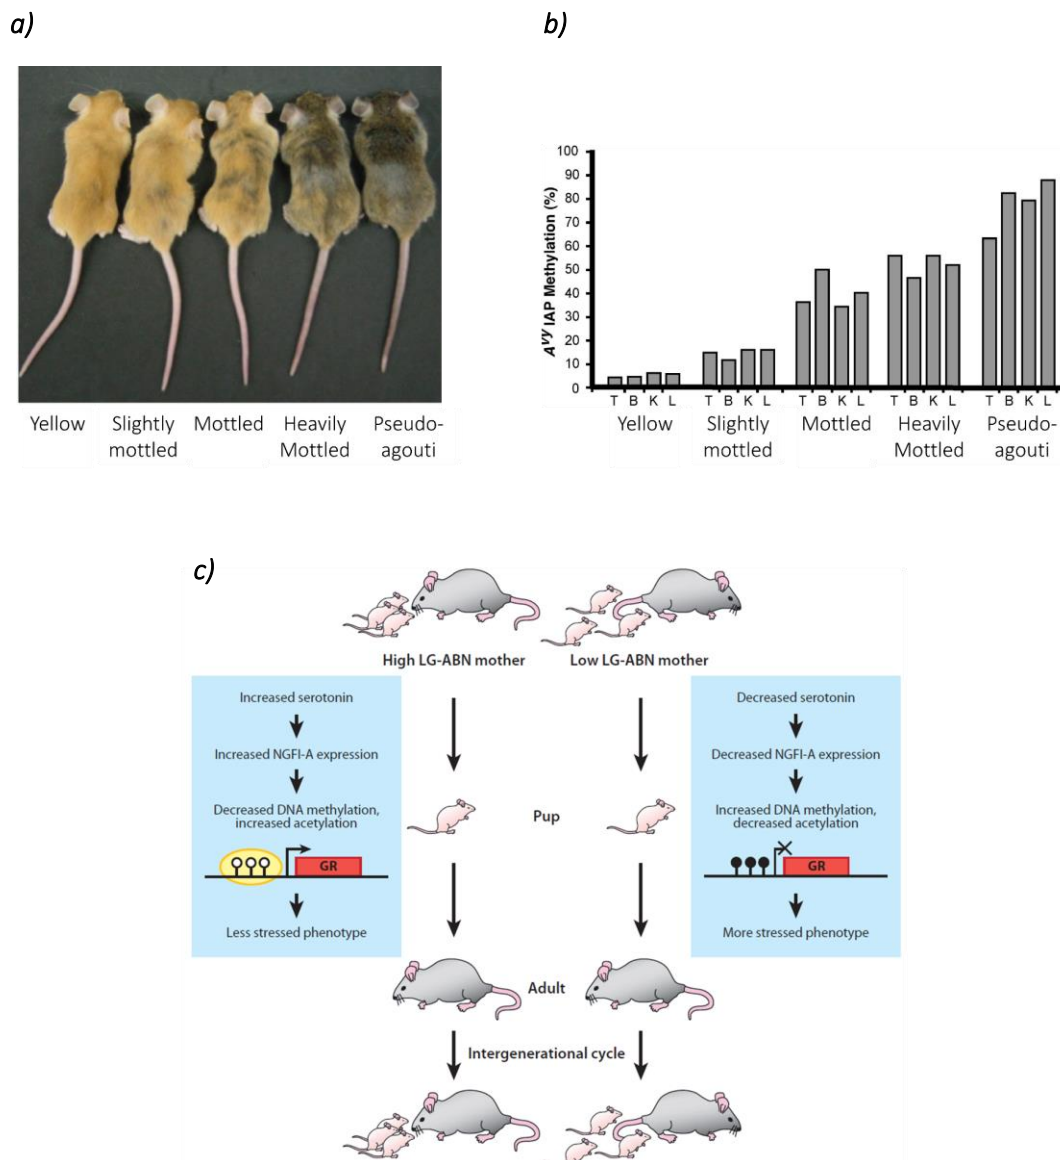 a)
b)
Yellow
Slightly
mottled
Mottled
Heavily
Mottled
Pseudo-
agouti
Avy IAP Methylation (%)
100
90
80
70
60
50
40
30
20
10
0
T B K L
T B K L
T B K L
T B K L
T B K L
Yellow
Slightly
mottled
Mottled
Heavily
Mottled
Pseudo-
agouti
c)
High LG-ABN mother
Low LG-ABN mother
Increased serotonin
Increased NGFI-A expression
Decreased DNA methylation,
increased acetylation
GR
Less stressed phenotype
Pup
Adult
Intergenerational cycle
Decreased serotonin
Decreased NGFI-A expression
Increased DNA methylation,
decreased acetylation
GR
More stressed phenotype